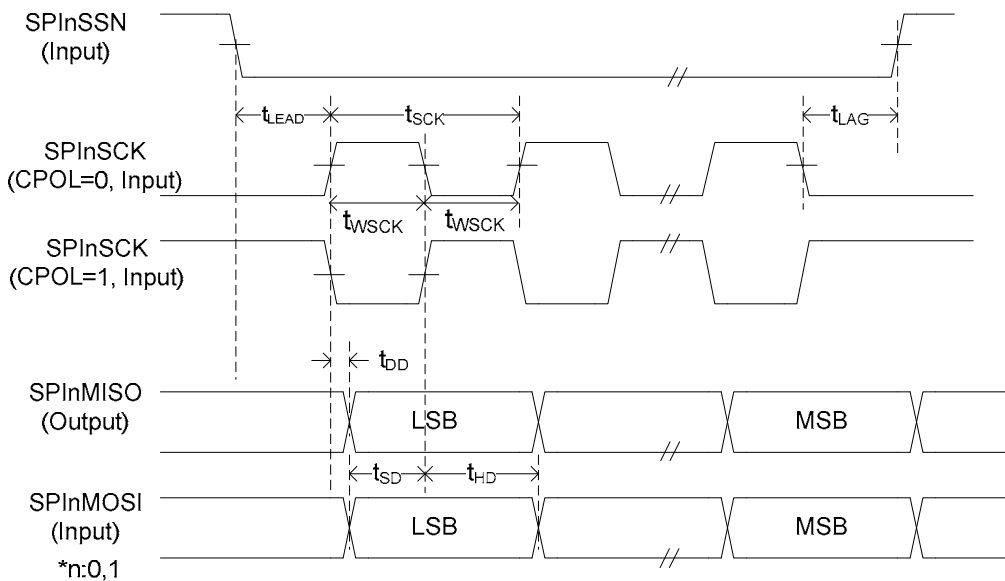 SPInSSN
(Input)
tLEAD
tSCK
tLAG
SPInSCK
(CPOL=0, Input)
tWSCK
tWSCK
SPInSCK
(CPOL=1, Input)
tDD
SPInMISO
(Output)
LSB
MSB
tSD
tHD
SPInMOSI
(Input)
LSB
MSB
*n:0,1